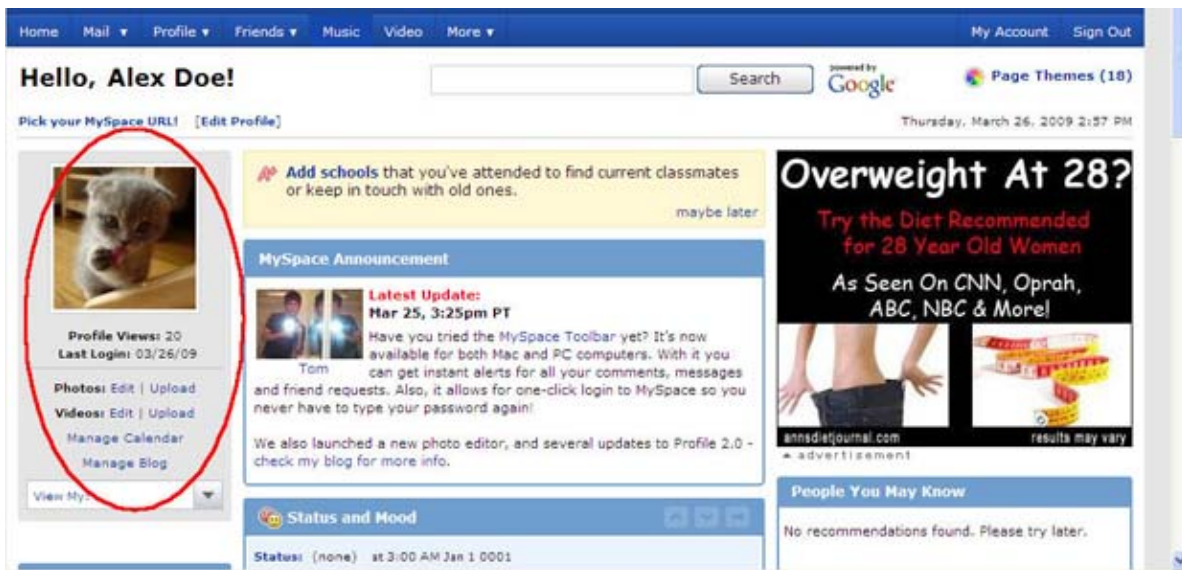 Home Mail ▾ Profile ▾ Friends ▾ Music Video More ▾ My Account Sign Out
Hello, Alex Doe!
Search
powered by
Google
Page Themes (18)
Pick your MySpace URL! [Edit Profile]
Thursday, March 26, 2009 2:57 PM
Profile Views: 20
Last Login: 03/26/09
Photos: Edit | Upload
Videos: Edit | Upload
Manage Calendar
Manage Blog
View My:
A+ Add schools that you've attended to find current classmates
or keep in touch with old ones.
maybe later
MySpace Announcement
Latest Update:
Mar 25, 3:25pm PT
Have you tried the MySpace Toolbar yet? It's now
available for both Mac and PC computers. With it you
can get instant alerts for all your comments, messages
and friend requests. Also, it allows for one-click login to MySpace so you
never have to type your password again!
Tom
We also launched a new photo editor, and several updates to Profile 2.0 -
check my blog for more info.
Status and Mood
Status: (none) at 3:00 AM Jan 1 0001
Overweight At 28?
Try the Diet Recommended
for 28 Year Old Women
As Seen On CNN, Oprah,
ABC, NBC & More!
annsdietjournal.com results may vary
advertisement
People You May Know
No recommendations found. Please try later.